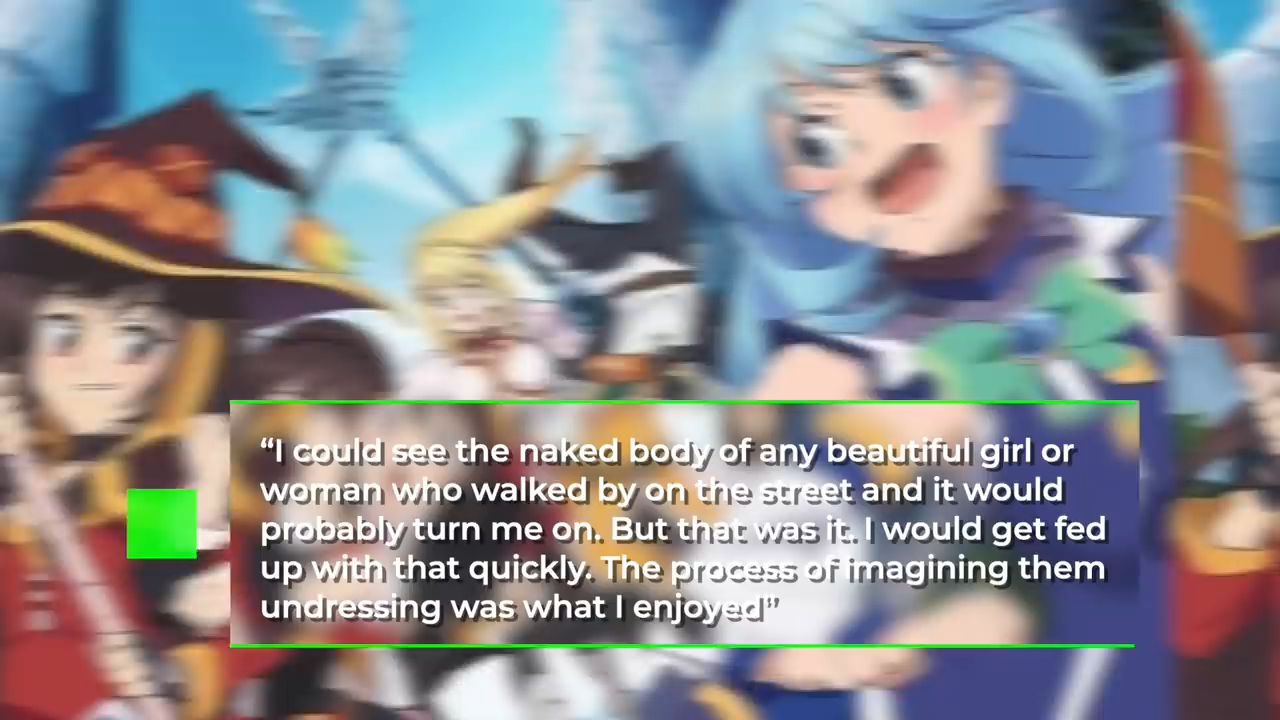 “I could see the naked body of any beautiful girl or
woman who walked by on the street and it would
probably turn me on. But that was it. I would get fed
up with that quickly. The process of imagining them
undressing was what I enjoyed”